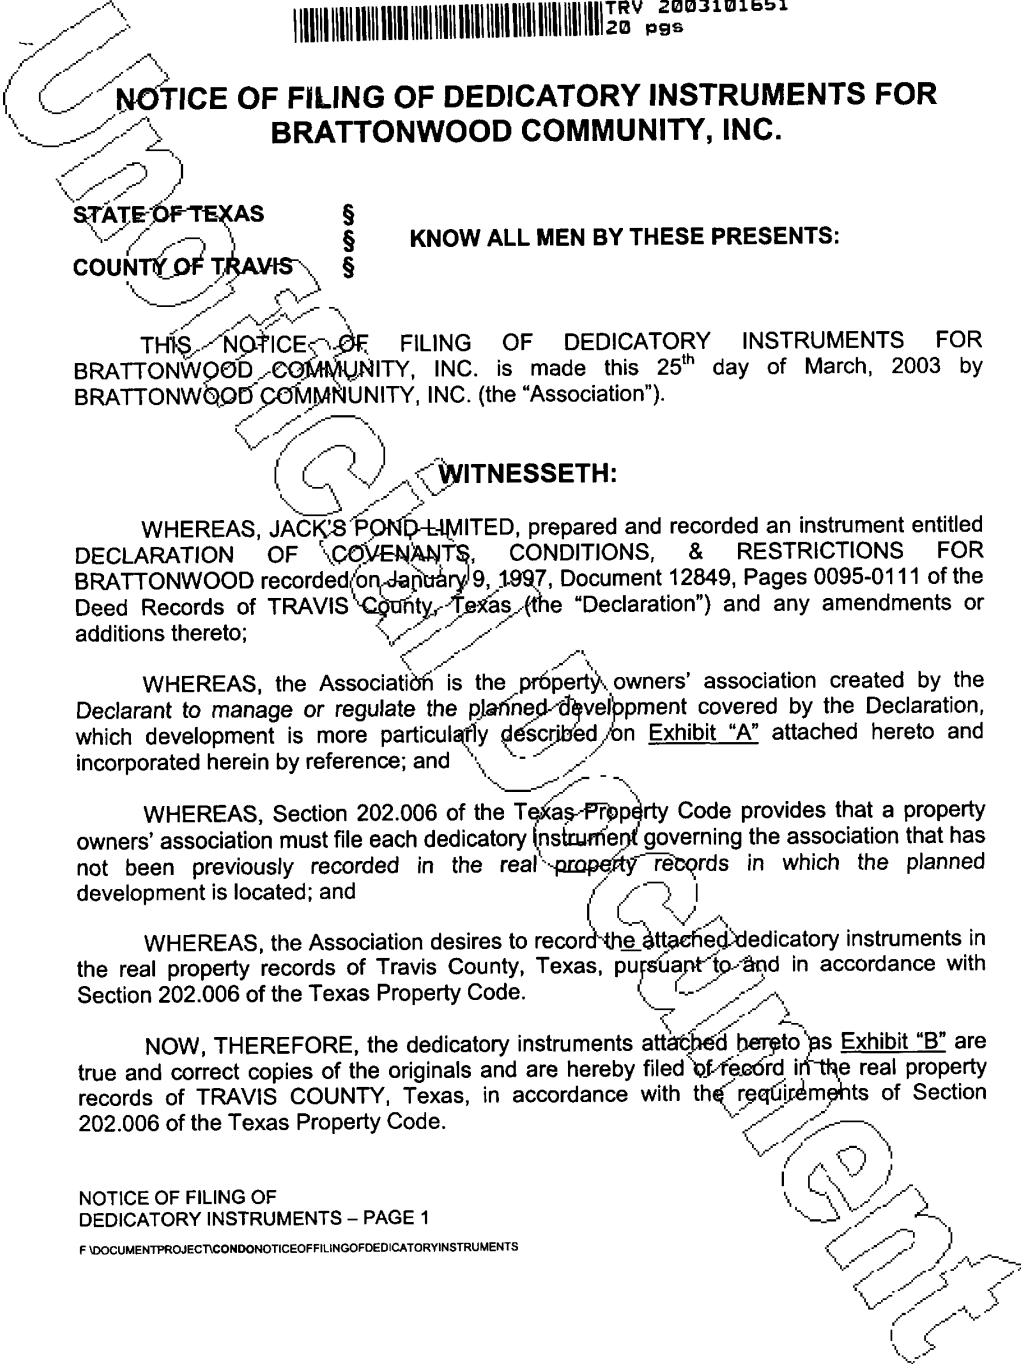 TRV 2003101651
20 pgs
NOTICE OF FILING OF DEDICATORY INSTRUMENTS FOR
BRATTONWOOD COMMUNITY, INC.
STATE OF TEXAS §
§ KNOW ALL MEN BY THESE PRESENTS:
COUNTY OF TRAVIS §
THIS NOTICE OF FILING OF DEDICATORY INSTRUMENTS FOR
BRATTONWOOD COMMUNITY, INC. is made this 25th day of March, 2003 by
BRATTONWOOD COMMNUNITY, INC. (the “Association”).
WITNESSETH:
WHEREAS, JACK'S POND LIMITED, prepared and recorded an instrument entitled
DECLARATION OF COVENANTS, CONDITIONS, & RESTRICTIONS FOR
BRATTONWOOD recorded on January 9, 1997, Document 12849, Pages 0095-0111 of the
Deed Records of TRAVIS County, Texas (the “Declaration”) and any amendments or
additions thereto;
WHEREAS, the Association is the property owners’ association created by the
Declarant to manage or regulate the planned development covered by the Declaration,
which development is more particularly described on Exhibit “A” attached hereto and
incorporated herein by reference; and
WHEREAS, Section 202.006 of the Texas Property Code provides that a property
owners’ association must file each dedicatory instrument governing the association that has
not been previously recorded in the real property records in which the planned
development is located; and
WHEREAS, the Association desires to record the attached dedicatory instruments in
the real property records of Travis County, Texas, pursuant to and in accordance with
Section 202.006 of the Texas Property Code.
NOW, THEREFORE, the dedicatory instruments attached hereto as Exhibit “B” are
true and correct copies of the originals and are hereby filed of record in the real property
records of TRAVIS COUNTY, Texas, in accordance with the requirements of Section
202.006 of the Texas Property Code.
NOTICE OF FILING OF
DEDICATORY INSTRUMENTS – PAGE 1
F \DOCUMENTPROJECT\CONDONOTICEOFFILINGOFDEDICATORYINSTRUMENTS
Unofficial Document